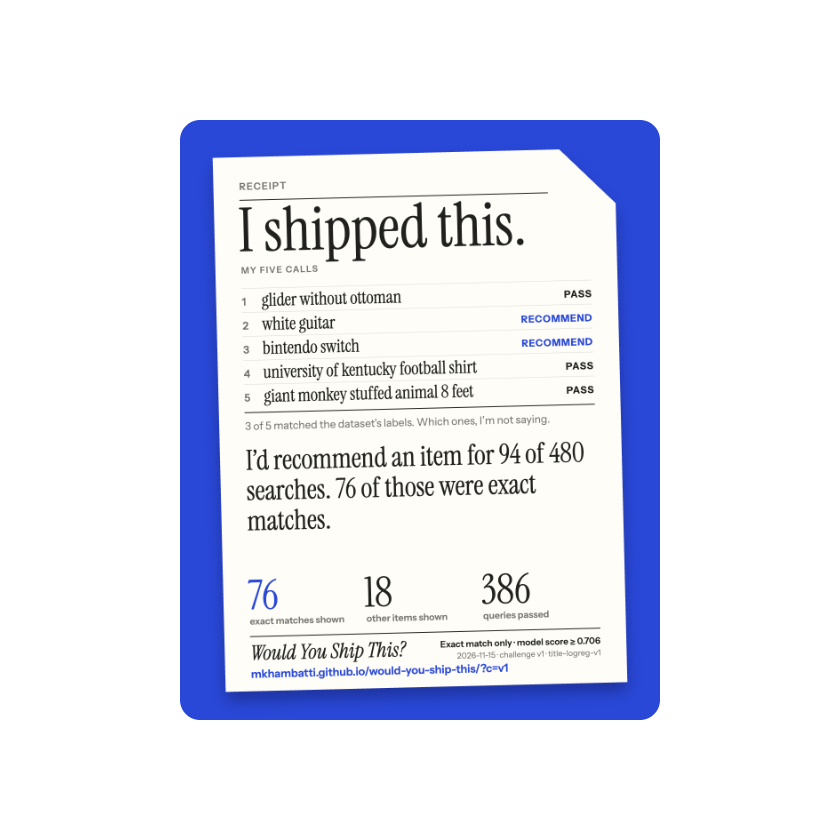 RECEIPT
I shipped this.
MY FIVE CALLS
1 glider without ottoman PASS
2 white guitar RECOMMEND
3 bintendo switch RECOMMEND
4 university of kentucky football shirt PASS
5 giant monkey stuffed animal 8 feet PASS
3 of 5 matched the dataset's labels. Which ones, I'm not saying.
I'd recommend an item for 94 of 480
searches. 76 of those were exact
matches.
76 18 386
exact matches shown other items shown queries passed
Would You Ship This? Exact match only · model score ≥ 0.706
2026-11-15 · challenge v1 · title-logreg-v1
mkhambatti.github.io/would-you-ship-this/?c=v1